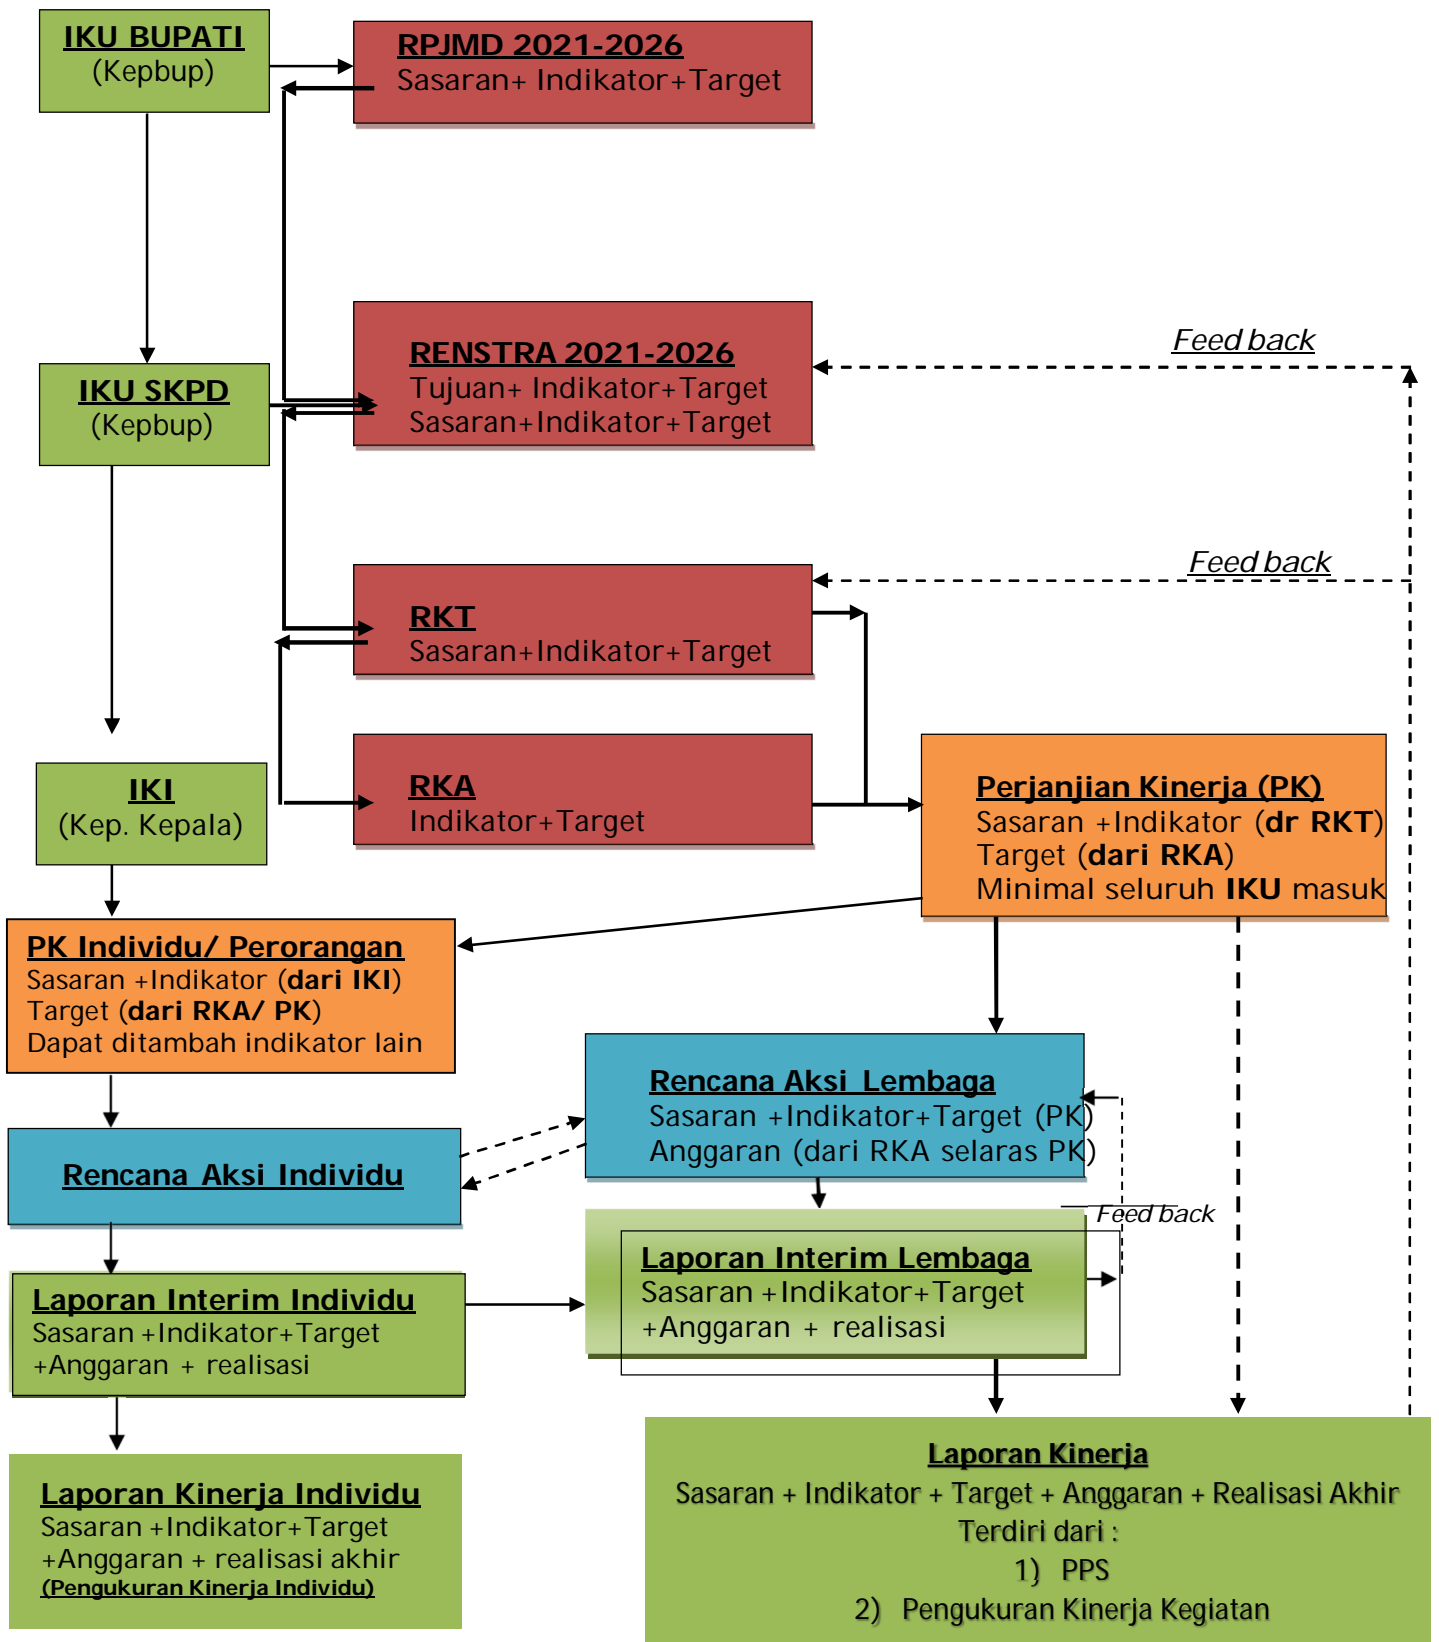 IKU BUPATI
(Kepbup)
RPJMD 2021-2026
Sasaran+ Indikator+Target
RENSTRA 2021-2026
Tujuan+ Indikator+Target
Sasaran+Indikator+Target
Feed back
IKU SKPD
(Kepbup)
Feed back
RKT
Sasaran+Indikator+Target
IKI
(Kep. Kepala)
RKA
Indikator+Target
Perjanjian Kinerja (PK)
Sasaran +Indikator (dr RKT)
Target (dari RKA)
Minimal seluruh IKU masuk
PK Individu/ Perorangan
Sasaran +Indikator (dari IKI)
Target (dari RKA/ PK)
Dapat ditambah indikator lain
Rencana Aksi Lembaga
Sasaran +Indikator+Target (PK)
Anggaran (dari RKA selaras PK)
Rencana Aksi Individu
Feed back
Laporan Interim Lembaga
Sasaran +Indikator+Target
+Anggaran + realisasi
Laporan Interim Individu
Sasaran +Indikator+Target
+Anggaran + realisasi
Laporan Kinerja
Sasaran + Indikator + Target + Anggaran + Realisasi Akhir
Terdiri dari :
1) PPS
2) Pengukuran Kinerja Kegiatan
Laporan Kinerja Individu
Sasaran +Indikator+Target
+Anggaran + realisasi akhir
(Pengukuran Kinerja Individu)